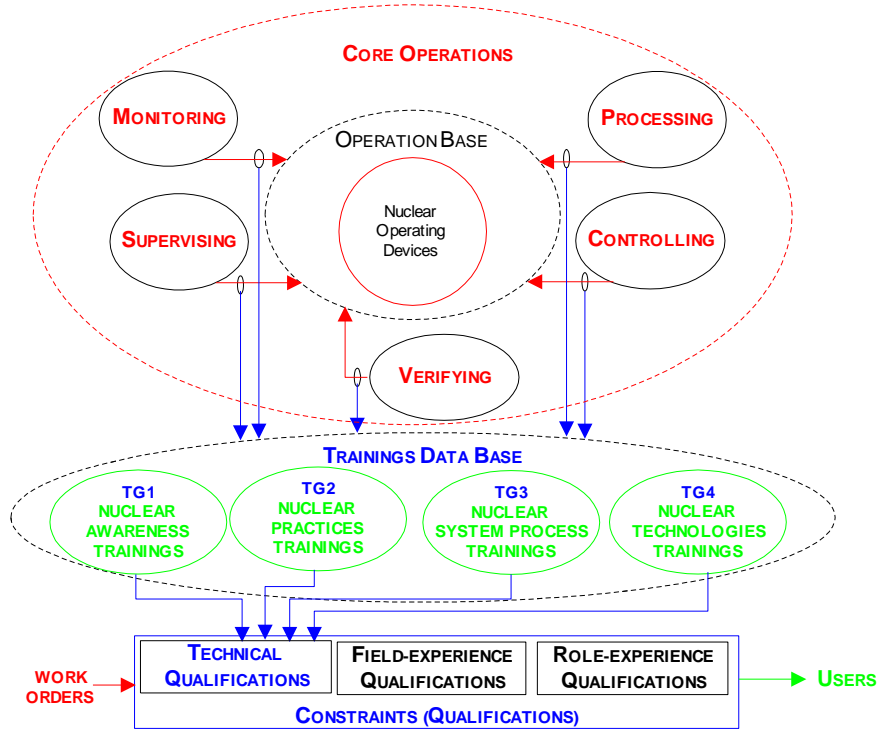 CORE OPERATIONS
MONITORING
PROCESSING
OPERATION BASE
Nuclear
Operating
Devices
SUPERVISING
CONTROLLING
VERIFYING
TRAININGS DATA BASE
TG1
NUCLEAR
AWARENESS
TRAININGS
TG2
NUCLEAR
PRACTICES
TRAININGS
TG3
NUCLEAR
SYSTEM PROCESS
TRAININGS
TG4
NUCLEAR
TECHNOLOGIES
TRAININGS
WORK
ORDERS
TECHNICAL
QUALIFICATIONS
FIELD-EXPERIENCE
QUALIFICATIONS
ROLE-EXPERIENCE
QUALIFICATIONS
USERS
CONSTRAINTS (QUALIFICATIONS)